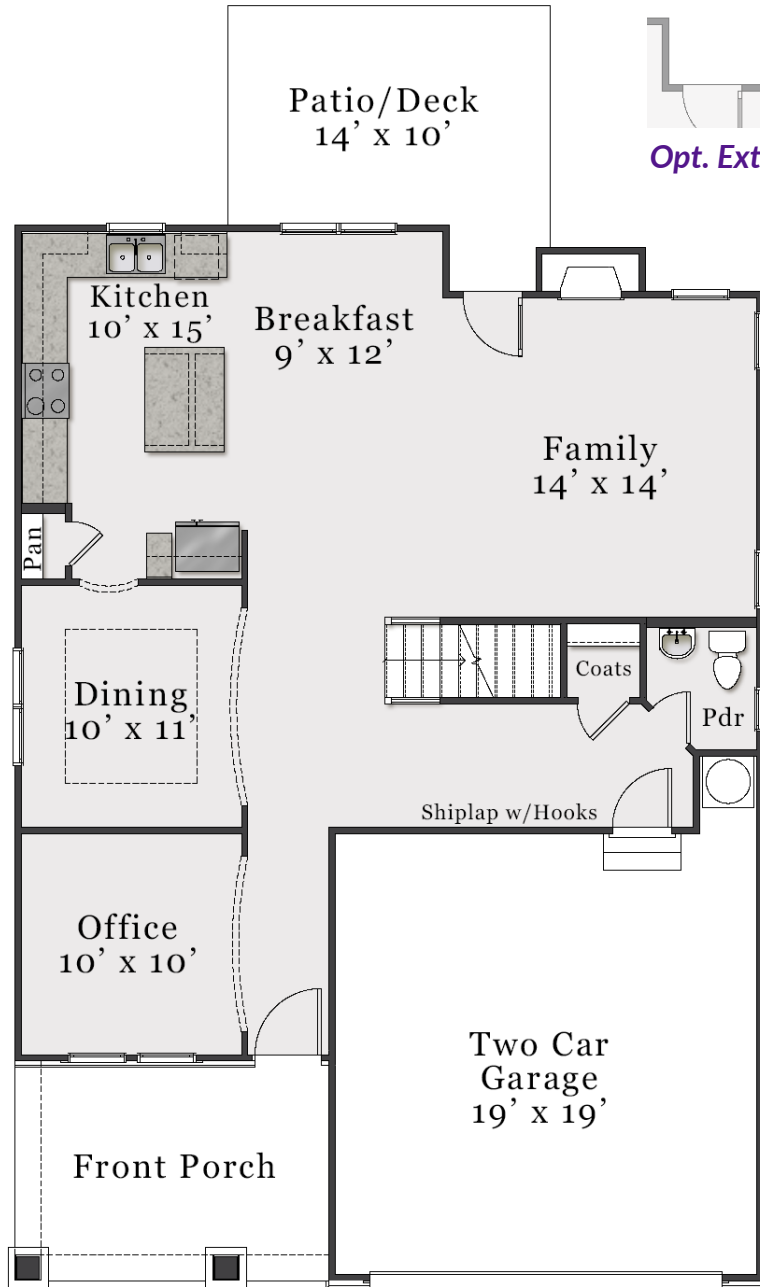 Patio/Deck
14’ x 10’
Opt. Ext
Kitchen
10’ x 15’
Breakfast
9’ x 12’
Family
14’ x 14’
Pan
Dining
10’ x 11’
Coats
Pdr
Shiplap w/Hooks
Office
10’ x 10’
Two Car
Garage
19’ x 19’
Front Porch